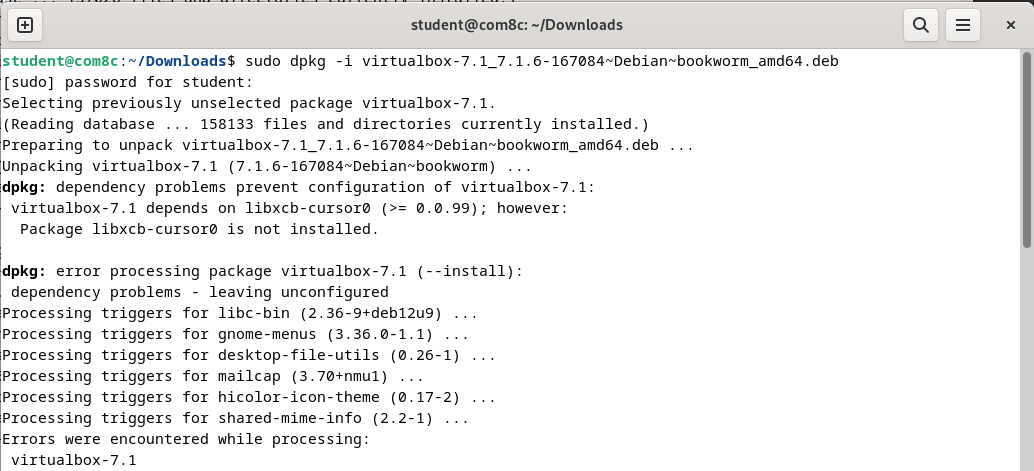 student@com8c: ~/Downloads
student@com8c:~/Downloads$ sudo dpkg -i virtualbox-7.1_7.1.6-167084~Debian~bookworm_amd64.deb
[sudo] password for student:
Selecting previously unselected package virtualbox-7.1.
(Reading database ... 158133 files and directories currently installed.)
Preparing to unpack virtualbox-7.1_7.1.6-167084~Debian~bookworm_amd64.deb ...
Unpacking virtualbox-7.1 (7.1.6-167084~Debian~bookworm) ...
dpkg: dependency problems prevent configuration of virtualbox-7.1:
 virtualbox-7.1 depends on libxcb-cursor0 (>= 0.0.99); however:
  Package libxcb-cursor0 is not installed.

dpkg: error processing package virtualbox-7.1 (--install):
 dependency problems - leaving unconfigured
Processing triggers for libc-bin (2.36-9+deb12u9) ...
Processing triggers for gnome-menus (3.36.0-1.1) ...
Processing triggers for desktop-file-utils (0.26-1) ...
Processing triggers for mailcap (3.70+nmu1) ...
Processing triggers for hicolor-icon-theme (0.17-2) ...
Processing triggers for shared-mime-info (2.2-1) ...
Errors were encountered while processing:
 virtualbox-7.1